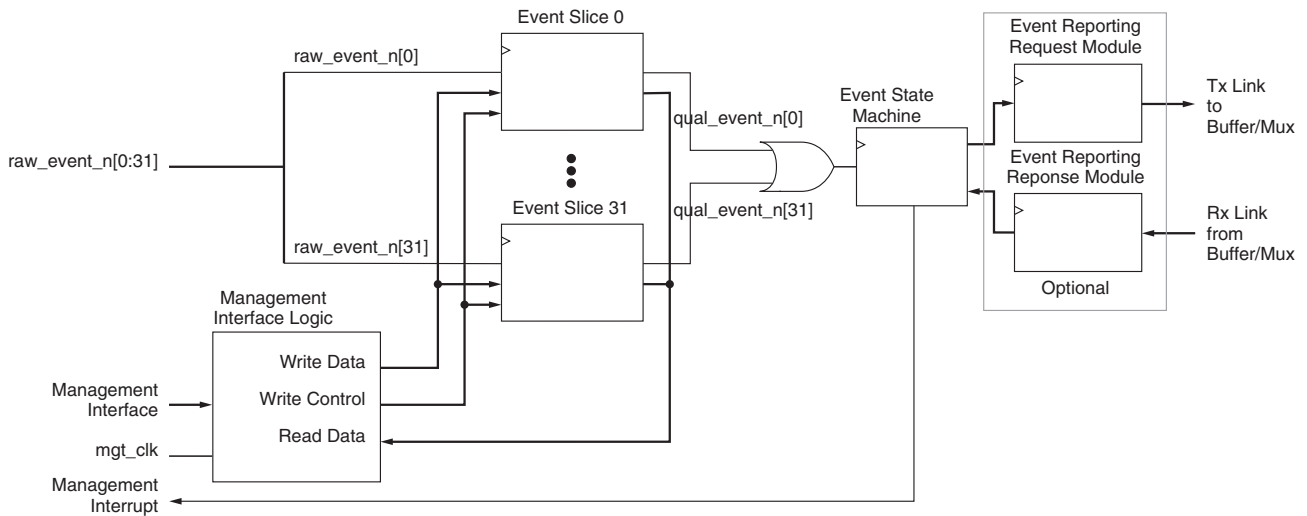 Event Slice 0
raw_event_n[0]
Event Reporting
Request Module
Tx Link
to
Buffer/Mux
Event State
Machine
qual_event_n[0]
raw_event_n[0:31]
Event Slice 31
qual_event_n[31]
raw_event_n[31]
Event Reporting
Reponse Module
Rx Link
from
Buffer/Mux
Optional
Management
Interface Logic
Write Data
Write Control
Read Data
Management
Interface
mgt_clk
Management
Interrupt